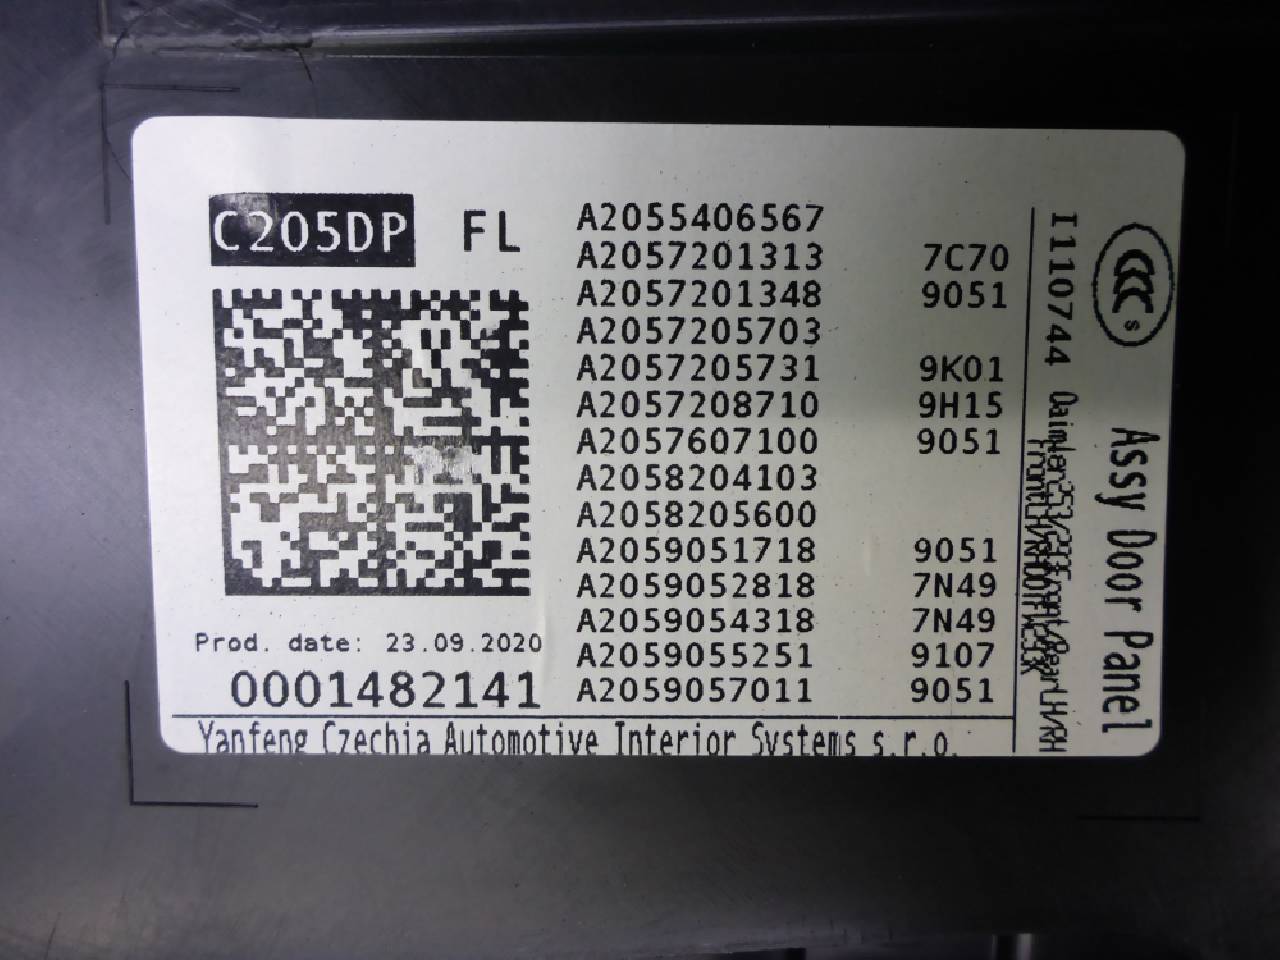 C205DP FL
A2055406567
A2057201313 7C70
A2057201348 9051
A2057205703
A2057205731 9K01
A2057208710 9H15
A2057607100 9051
A2058204103
A2058205600
A2059051718 9051
A2059052818 7N49
A2059054318 7N49
A2059055251 9107
A2059057011 9051
Prod. date: 23.09.2020
0001482141
Yanfeng Czechia Automotive Interior Systems s.r.o.
I110744
Daimler
CCC
S
Assy Door Panel